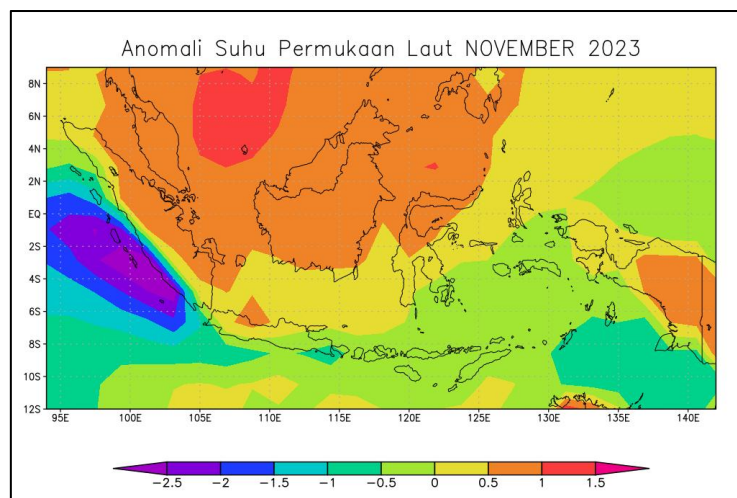 Anomali Suhu Permukaan Laut NOVEMBER 2023
8N
6N
4N
2N
EQ
2S
4S
6S
8S
10S
12S
95E 100E 105E 110E 115E 120E 125E 130E 135E 140E
-2.5 -2 -1.5 -1 -0.5 0 0.5 1 1.5